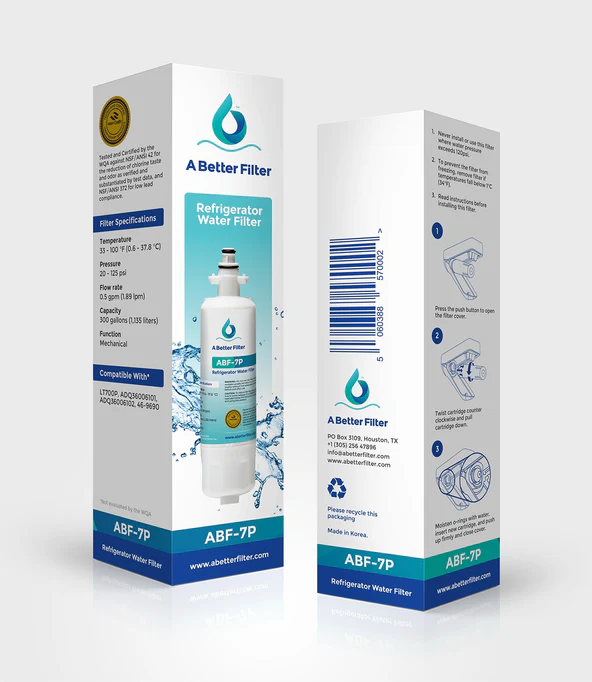 Tested and Certified by the
WQA against NSF/ANSI 42 for
the reduction of chlorine taste
and odor as verified and
substantiated by test data, and
NSF/ANSI 372 for low lead
compliance.
Filter Specifications
Temperature
33 - 100 °F (0.6 - 37.8 °C)
Pressure
20 - 125 psi
Flow rate
0.5 gpm (1.89 lpm)
Capacity
300 gallons (1,135 liters)
Function
Mechanical
Compatible With*
LT700P, ADQ36006101,
ADQ36006102, 46-9690
*Not evaluated by the WQA
ABF-7P
Refrigerator Water Filter
A Better Filter
Refrigerator
Water Filter
A Better Filter
ABF-7P
Refrigerator Water Filter
ABF-7P
www.abetterfilter.com
5 060388 570002 >
A Better Filter
PO Box 3109, Houston, TX
+1 (305) 256 47896
info@abetterfilter.com
www.abetterfilter.com
Please recycle this
packaging
Made in Korea.
ABF-7P
Refrigerator Water Filter
1. Never install or use this filter
where water pressure
exceeds 120psi.
2. To prevent the filter from
freezing, remove filter if
temperatures fall below 1°C
(34°F).
3. Read instructions before
installing this filter.
1
Press the push button to open
the filter cover.
2
Twist cartridge counter
clockwise and pull
cartridge down.
3
Moisten o-rings with water,
insert new cartridge, and push
up firmly and close cover.
ABF-7P
www.abetterfilter.com